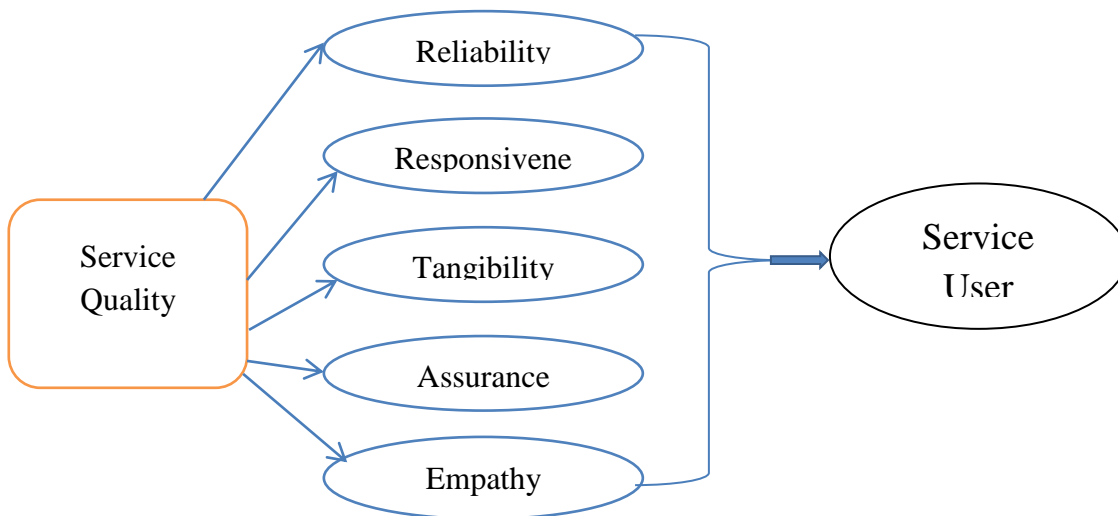 Reliability
Responsivene
Tangibility
Assurance
Empathy
Service
Quality
Service
User